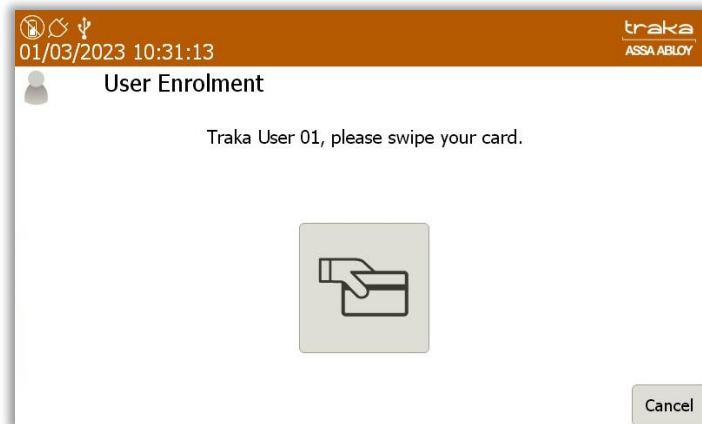 traka
01/03/2023 10:31:13
ASSA ABLOY
User Enrolment
Traka User 01, please swipe your card.
Cancel